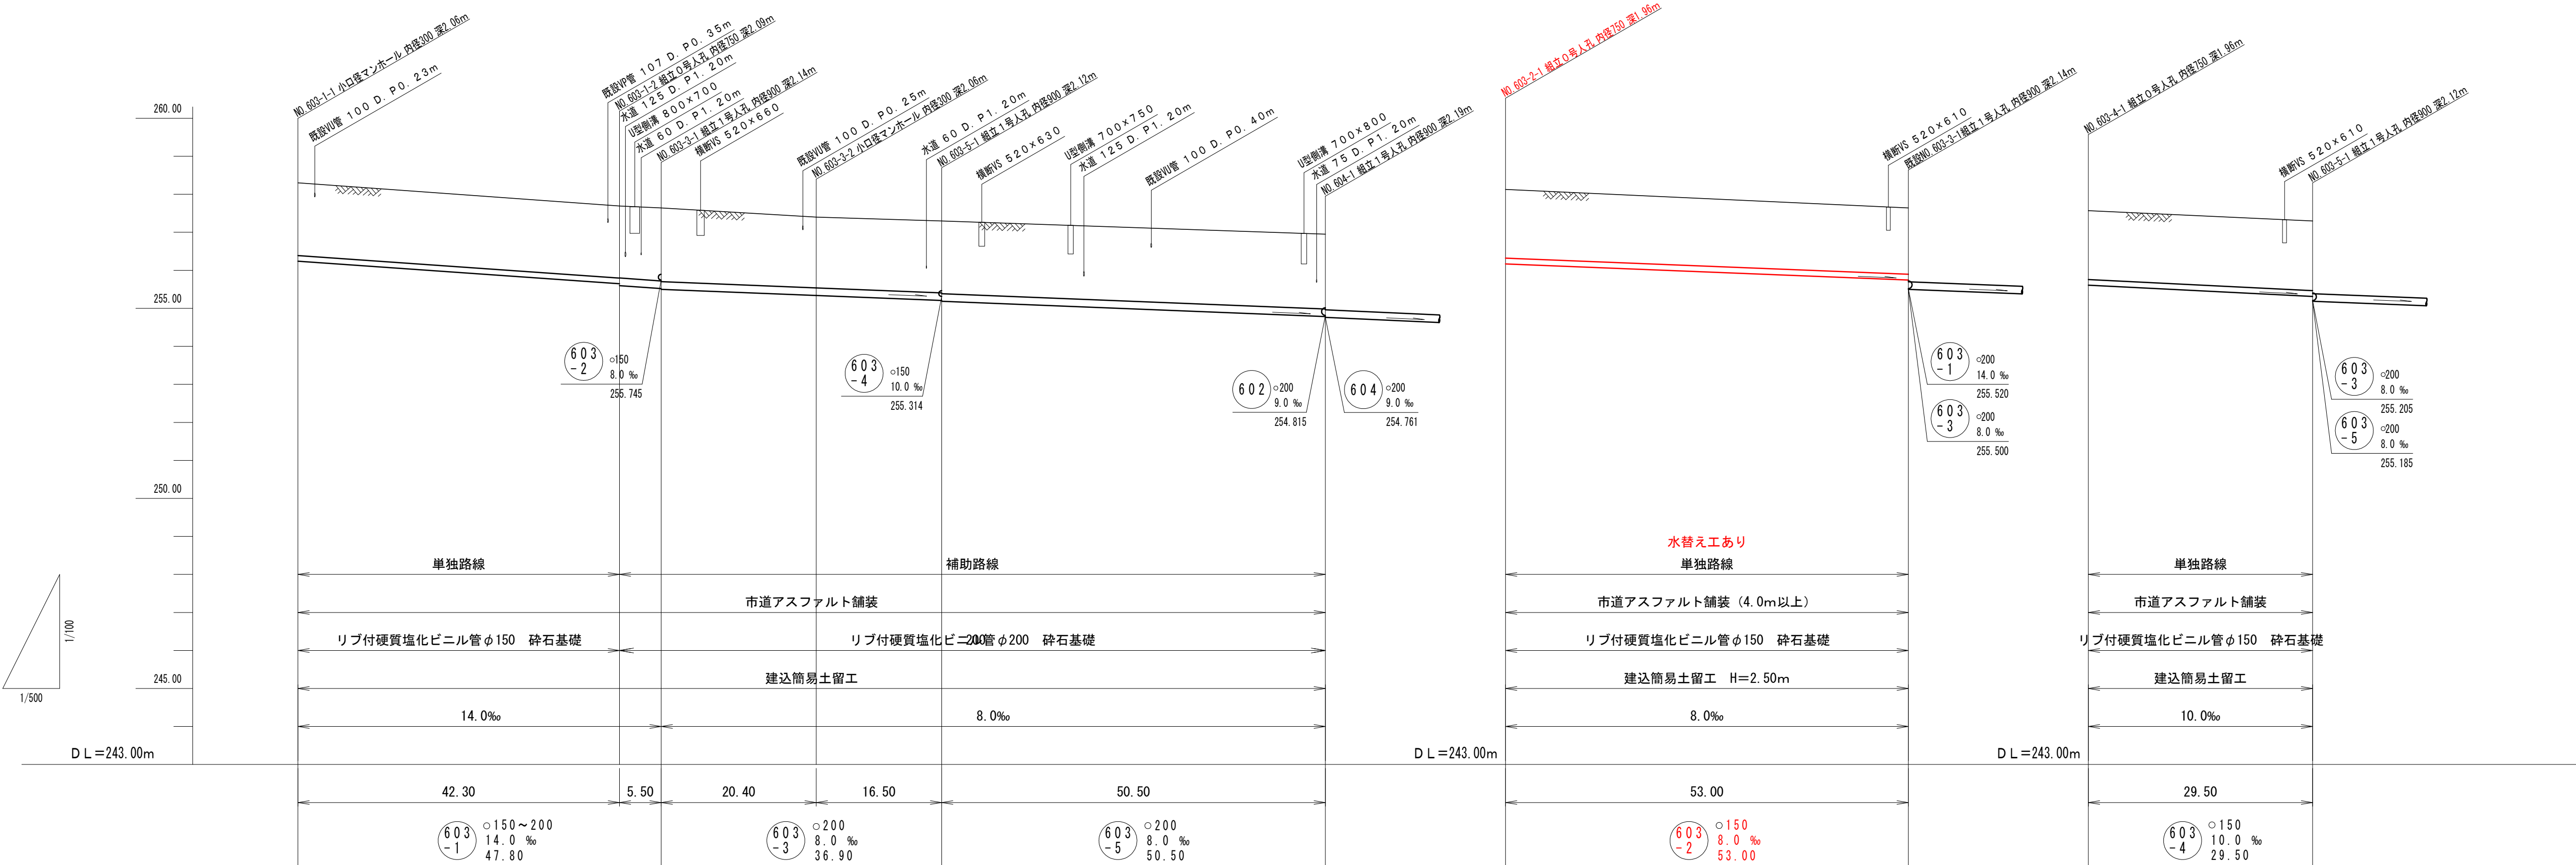 NO.603-1-1 小口径マンホール 内径300 深2.06m
既設VU管 100 D.P0.23m
既設VP管 107 D.P0.35m
NO.603-1-2 組立0号人孔 内径750 深2.09m
水道 125 D.P1.20m
U型側溝 800×700
水道 60 D.P1.20m
NO.603-3-1 組立1号人孔 内径900 深2.14m
横断VS 520×660
既設VU管 100 D.P0.25m
NO.603-3-2 小口径マンホール 内径300 深2.06m
水道 60 D.P1.20m
NO.603-5-1 組立1号人孔 内径900 深2.12m
横断VS 520×630
U型側溝 700×750
水道 125 D.P1.20m
既設VU管 100 D.P0.40m
U型側溝 700×800
水道 75 D.P1.20m
NO.604-1 組立1号人孔 内径900 深2.19m
NO.603-2-1 組立0号人孔 内径750 深1.96m
横断VS 520×610
既設NO.603-3-1組立1号人孔 内径900 深2.14m
NO.603-4-1 組立0号人孔 内径750 深1.96m
横断VS 520×610
NO.603-5-1 組立1号人孔 内径900 深2.12m
260.00
255.00
250.00
245.00
1/100
1/500
603
-2
○150
8.0 ‰
255.745
603
-4
○150
10.0 ‰
255.314
602
○200
9.0 ‰
254.815
604
○200
9.0 ‰
254.761
603
-1
○200
14.0 ‰
255.520
603
-3
○200
8.0 ‰
255.500
603
-3
○200
8.0 ‰
255.205
603
-5
○200
8.0 ‰
255.185
水替え工あり
単独路線
補助路線
単独路線
単独路線
市道アスファルト舗装
市道アスファルト舗装（4.0m以上）
市道アスファルト舗装
リブ付硬質塩化ビニル管φ150 砕石基礎
リブ付硬質塩化ビニル管φ200 砕石基礎
200
リブ付硬質塩化ビニル管φ150 砕石基礎
リブ付硬質塩化ビニル管φ150 砕石基礎
建込簡易土留工
建込簡易土留工 H=2.50m
建込簡易土留工
14.0‰
8.0‰
8.0‰
10.0‰
DL=243.00m
DL=243.00m
DL=243.00m
42.30
5.50
20.40
16.50
50.50
53.00
29.50
603
-1
○150～200
14.0 ‰
47.80
603
-3
○200
8.0 ‰
36.90
603
-5
○200
8.0 ‰
50.50
603
-2
○150
8.0 ‰
53.00
603
-4
○150
10.0 ‰
29.50